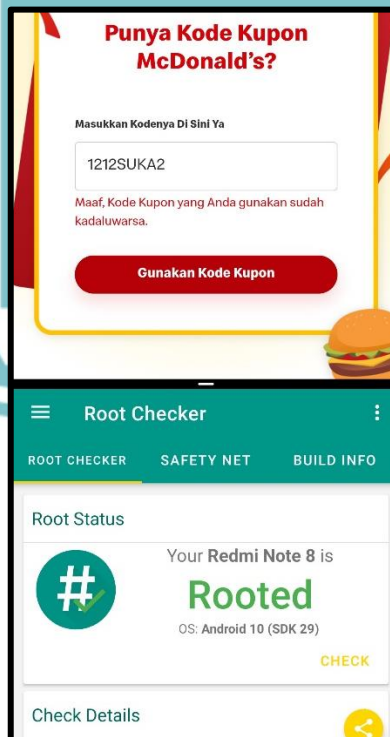 Punya Kode Kupon
McDonald's?
Masukkan Kodenya Di Sini Ya
1212SUKA2
Maaf, Kode Kupon yang Anda gunakan sudah
kadaluwarsa.
Gunakan Kode Kupon
Root Checker
ROOT CHECKER SAFETY NET BUILD INFO
Root Status
Your Redmi Note 8 is
Rooted
OS: Android 10 (SDK 29)
CHECK
Check Details